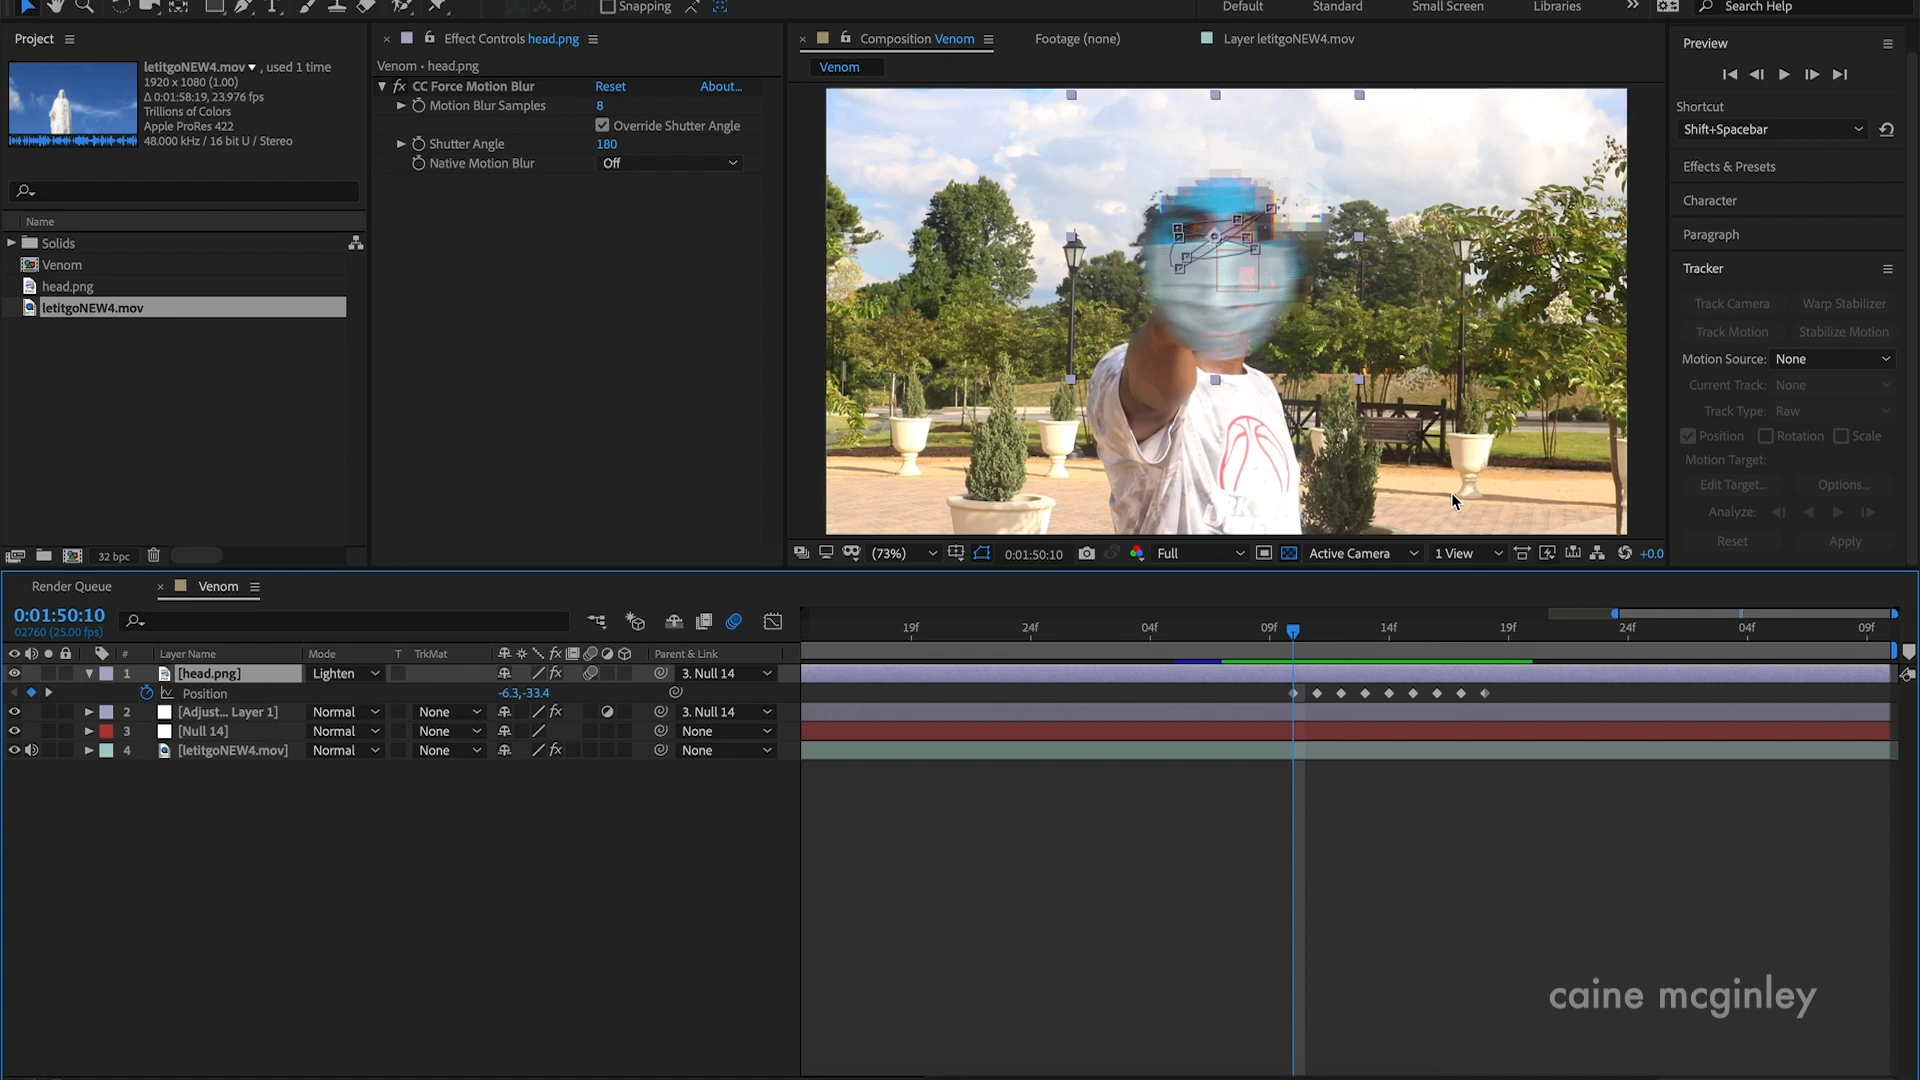 Snapping
Default
Standard
Small Screen
Libraries
Search Help
Project
Effect Controls head.png
Composition Venom
Footage (none)
Layer letitgoNEW4.mov
Preview
letitgoNEW4.mov , used 1 time
1920 x 1080 (1.00)
Δ 0:01:58:19, 23.976 fps
Trillions of Colors
Apple ProRes 422
48.000 kHz / 16 bit U / Stereo
Venom • head.png
fx CC Force Motion Blur
Reset
About...
Motion Blur Samples
8
Override Shutter Angle
Shutter Angle
180
Native Motion Blur
Off
Venom
Shortcut
Shift+Spacebar
Effects & Presets
Character
Paragraph
Tracker
Track Camera
Warp Stabilizer
Track Motion
Stabilize Motion
Motion Source: None
Current Track: None
Track Type: Raw
Position
Rotation
Scale
Motion Target:
Edit Target...
Options...
Analyze:
Reset
Apply
Name
Solids
Venom
head.png
letitgoNEW4.mov
32 bpc
(73%)
0:01:50:10
Full
Active Camera
1 View
+0.0
Render Queue
Venom
0:01:50:10
02760 (25.00 fps)
19f
24f
04f
09f
14f
19f
24f
04f
09f
#
Layer Name
Mode
T
TrkMat
fx
Parent & Link
1
[head.png]
Lighten
fx
3. Null 14
Position
-6.3,-33.4
2
[Adjust... Layer 1]
Normal
None
fx
3. Null 14
3
[Null 14]
Normal
None
None
4
[letitgoNEW4.mov]
Normal
None
fx
None
caine mcginley